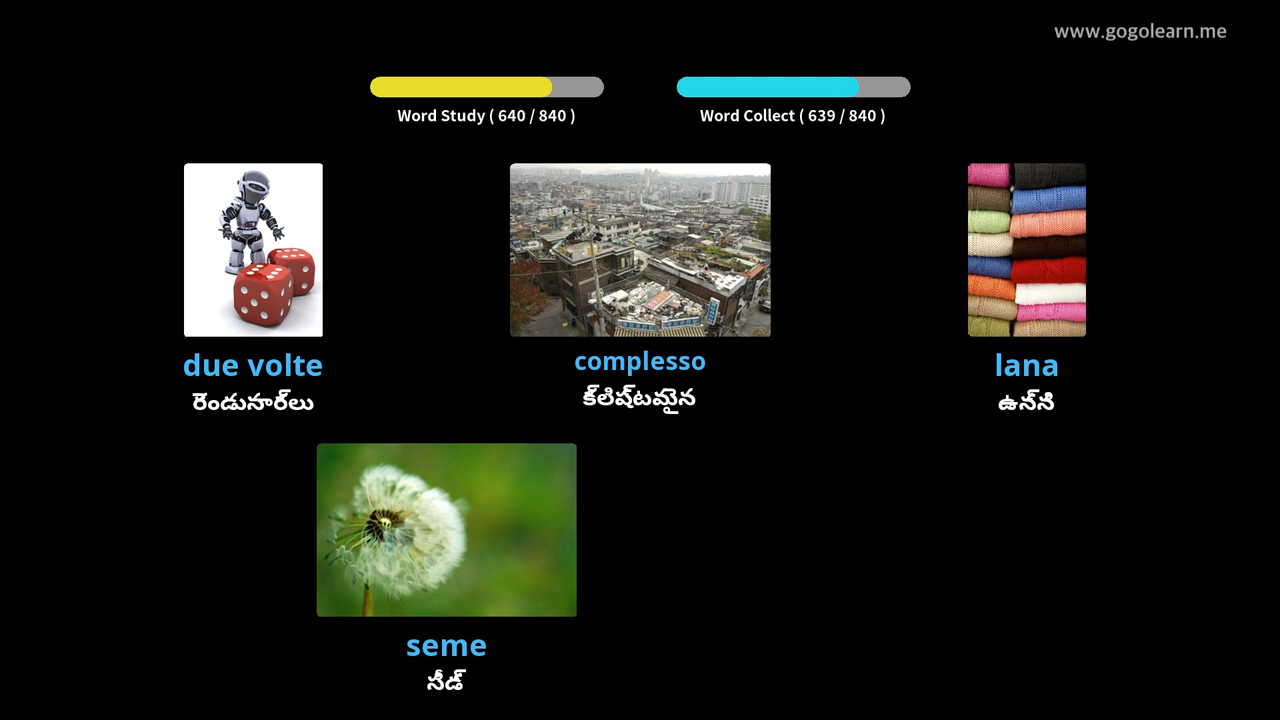 www.gogolearn.me
Word Study ( 640 / 840 )
Word Collect ( 639 / 840 )
due volte
రెండుసార్‌లు
complesso
క్‌లిష్‌టమైన
lana
ఉన్‌ని
seme
సీడ్